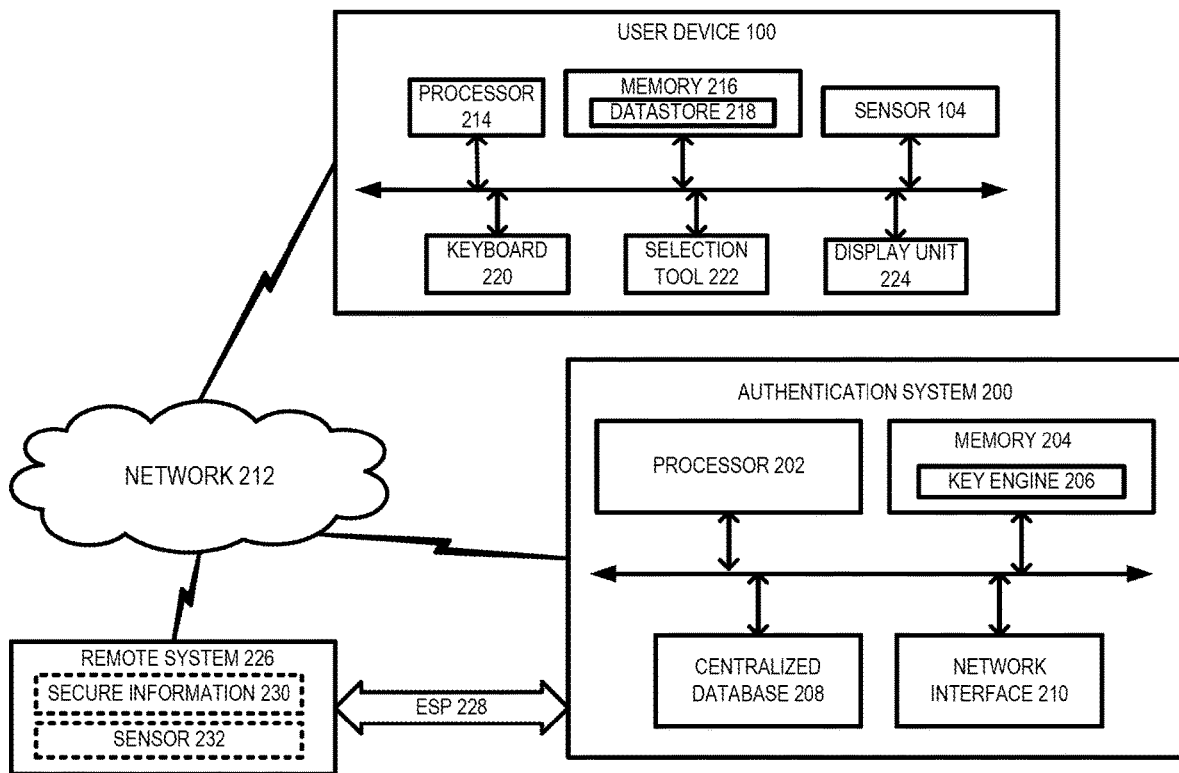 USER DEVICE 100
PROCESSOR
214
MEMORY 216
DATASTORE 218
SENSOR 104
KEYBOARD
220
SELECTION
TOOL 222
DISPLAY UNIT
224
NETWORK 212
AUTHENTICATION SYSTEM 200
PROCESSOR 202
MEMORY 204
KEY ENGINE 206
CENTRALIZED
DATABASE 208
NETWORK
INTERFACE 210
REMOTE SYSTEM 226
SECURE INFORMATION 230
SENSOR 232
ESP 228